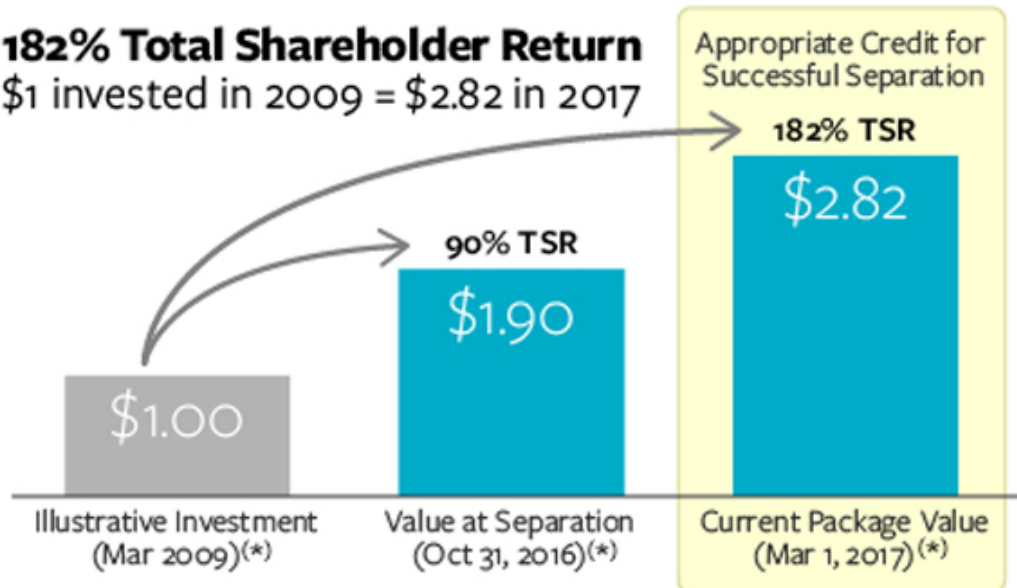 182% Total Shareholder Return
$1 invested in 2009 = $2.82 in 2017
Appropriate Credit for
Successful Separation
182% TSR
$2.82
90% TSR
$1.90
$1.00
Illustrative Investment
(Mar 2009)(*)
Value at Separation
(Oct 31, 2016)(*)
Current Package Value
(Mar 1, 2017)(*)